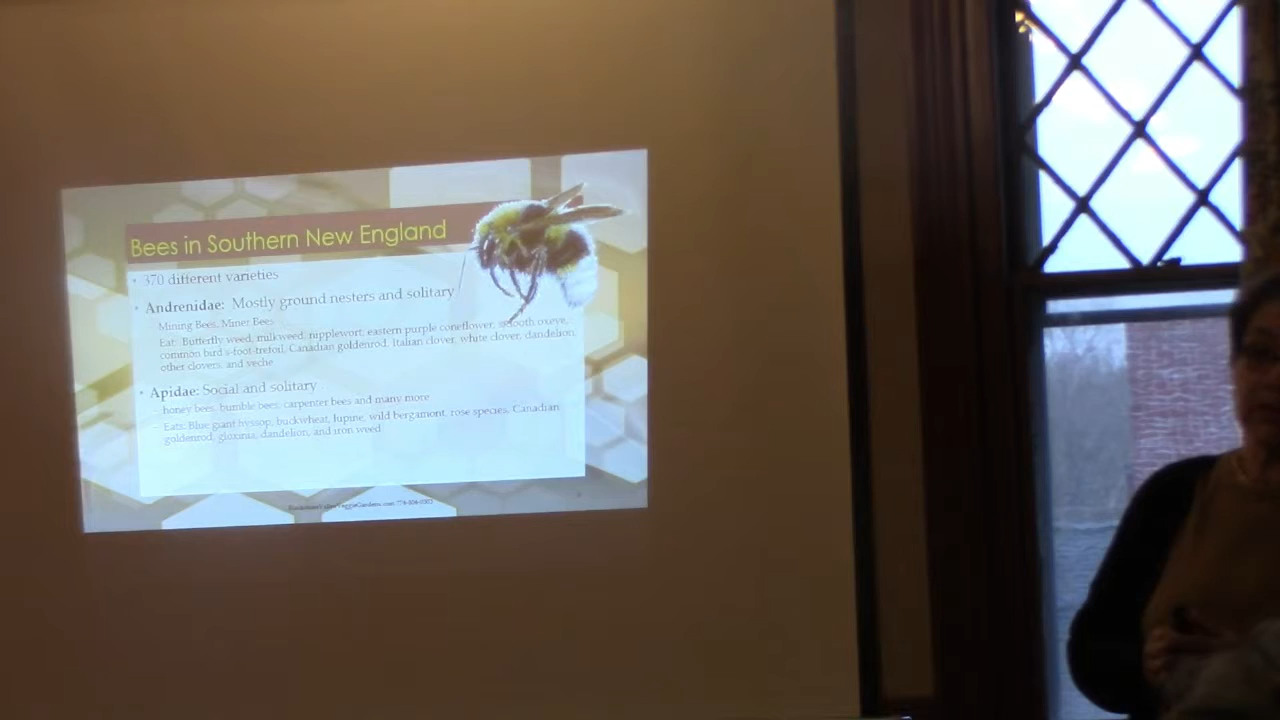 Bees in Southern New England
• 370 different varieties
• Andrenidae: Mostly ground nesters and solitary
Mining Bees, Miner Bees
Eat: Butterfly weed, milkweed, nipplewort, eastern purple coneflower, smooth oxeye,
common bird's-foot-trefoil, Canadian goldenrod, Italian clover, white clover, dandelion,
other clovers, and veche
• Apidae: Social and solitary
– honey bees, bumble bees, carpenter bees and many more
– Eats: Blue giant hyssop, buckwheat, lupine, wild bergamont, rose species, Canadian
goldenrod, gloxinia, dandelion, and iron weed